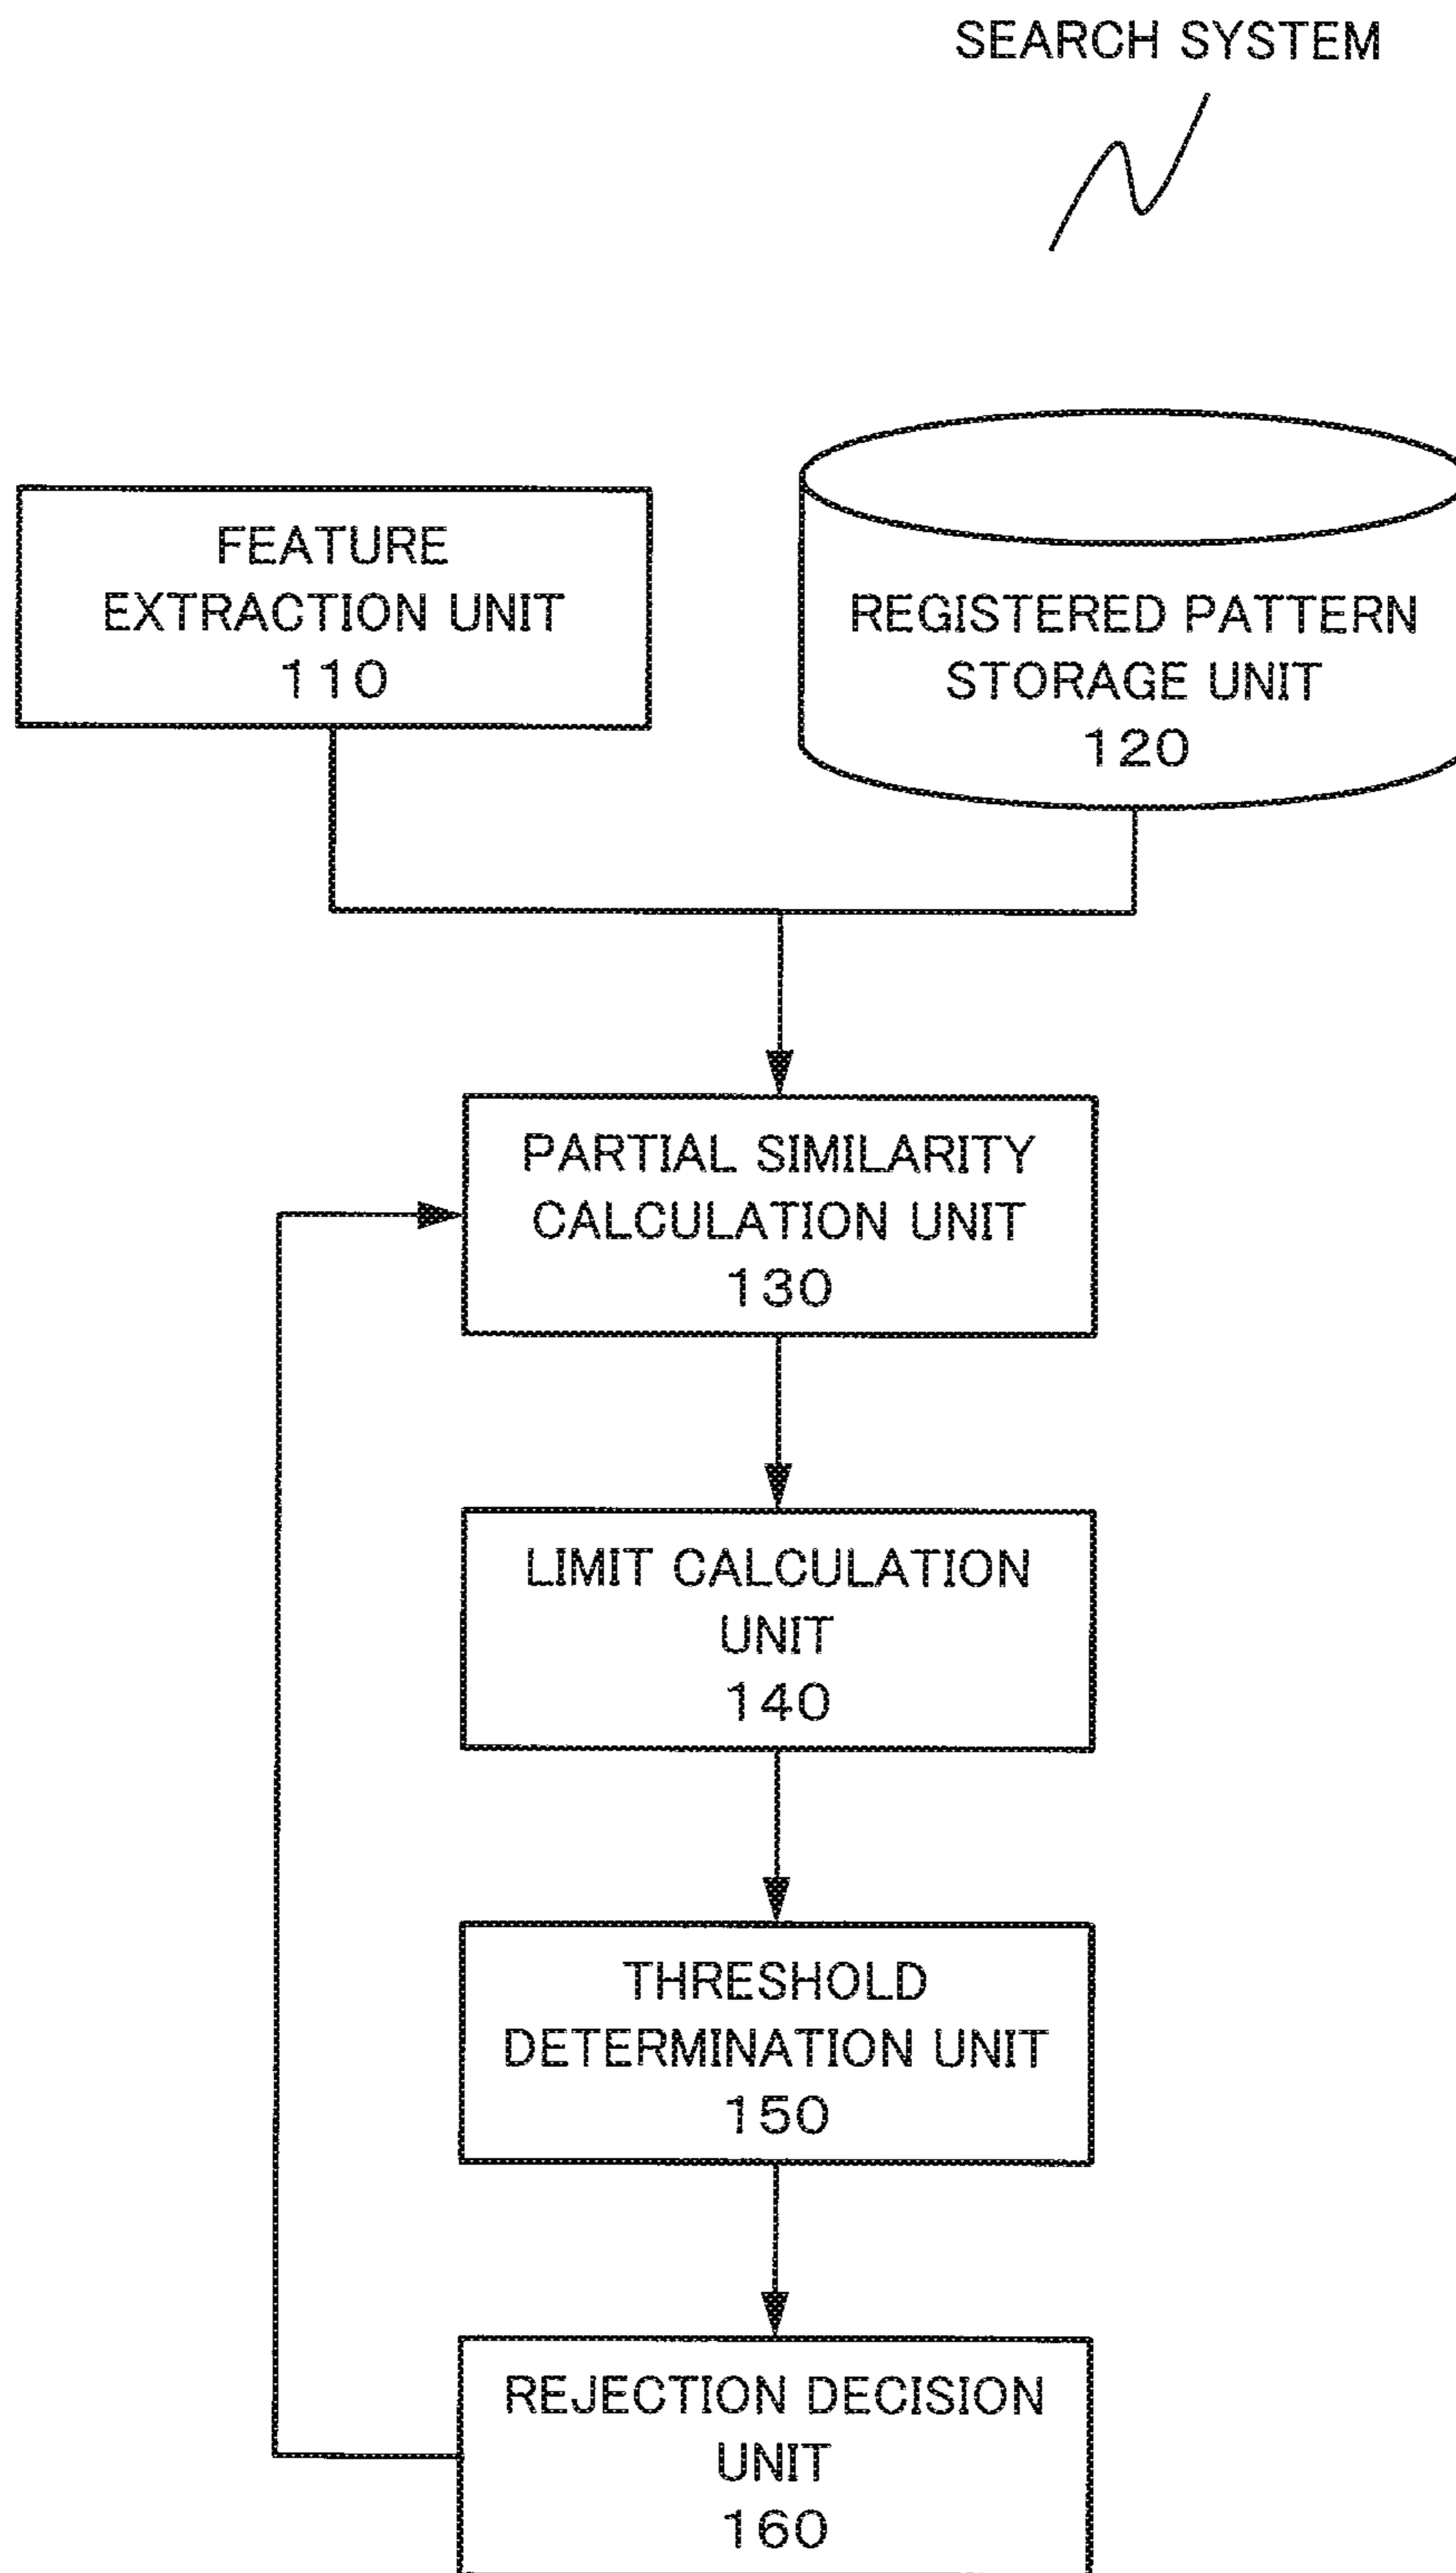 SEARCH SYSTEM
FEATURE
EXTRACTION UNIT
110
REGISTERED PATTERN
STORAGE UNIT
120
PARTIAL SIMILARITY
CALCULATION UNIT
130
LIMIT CALCULATION
UNIT
140
THRESHOLD
DETERMINATION UNIT
150
REJECTION DECISION
UNIT
160